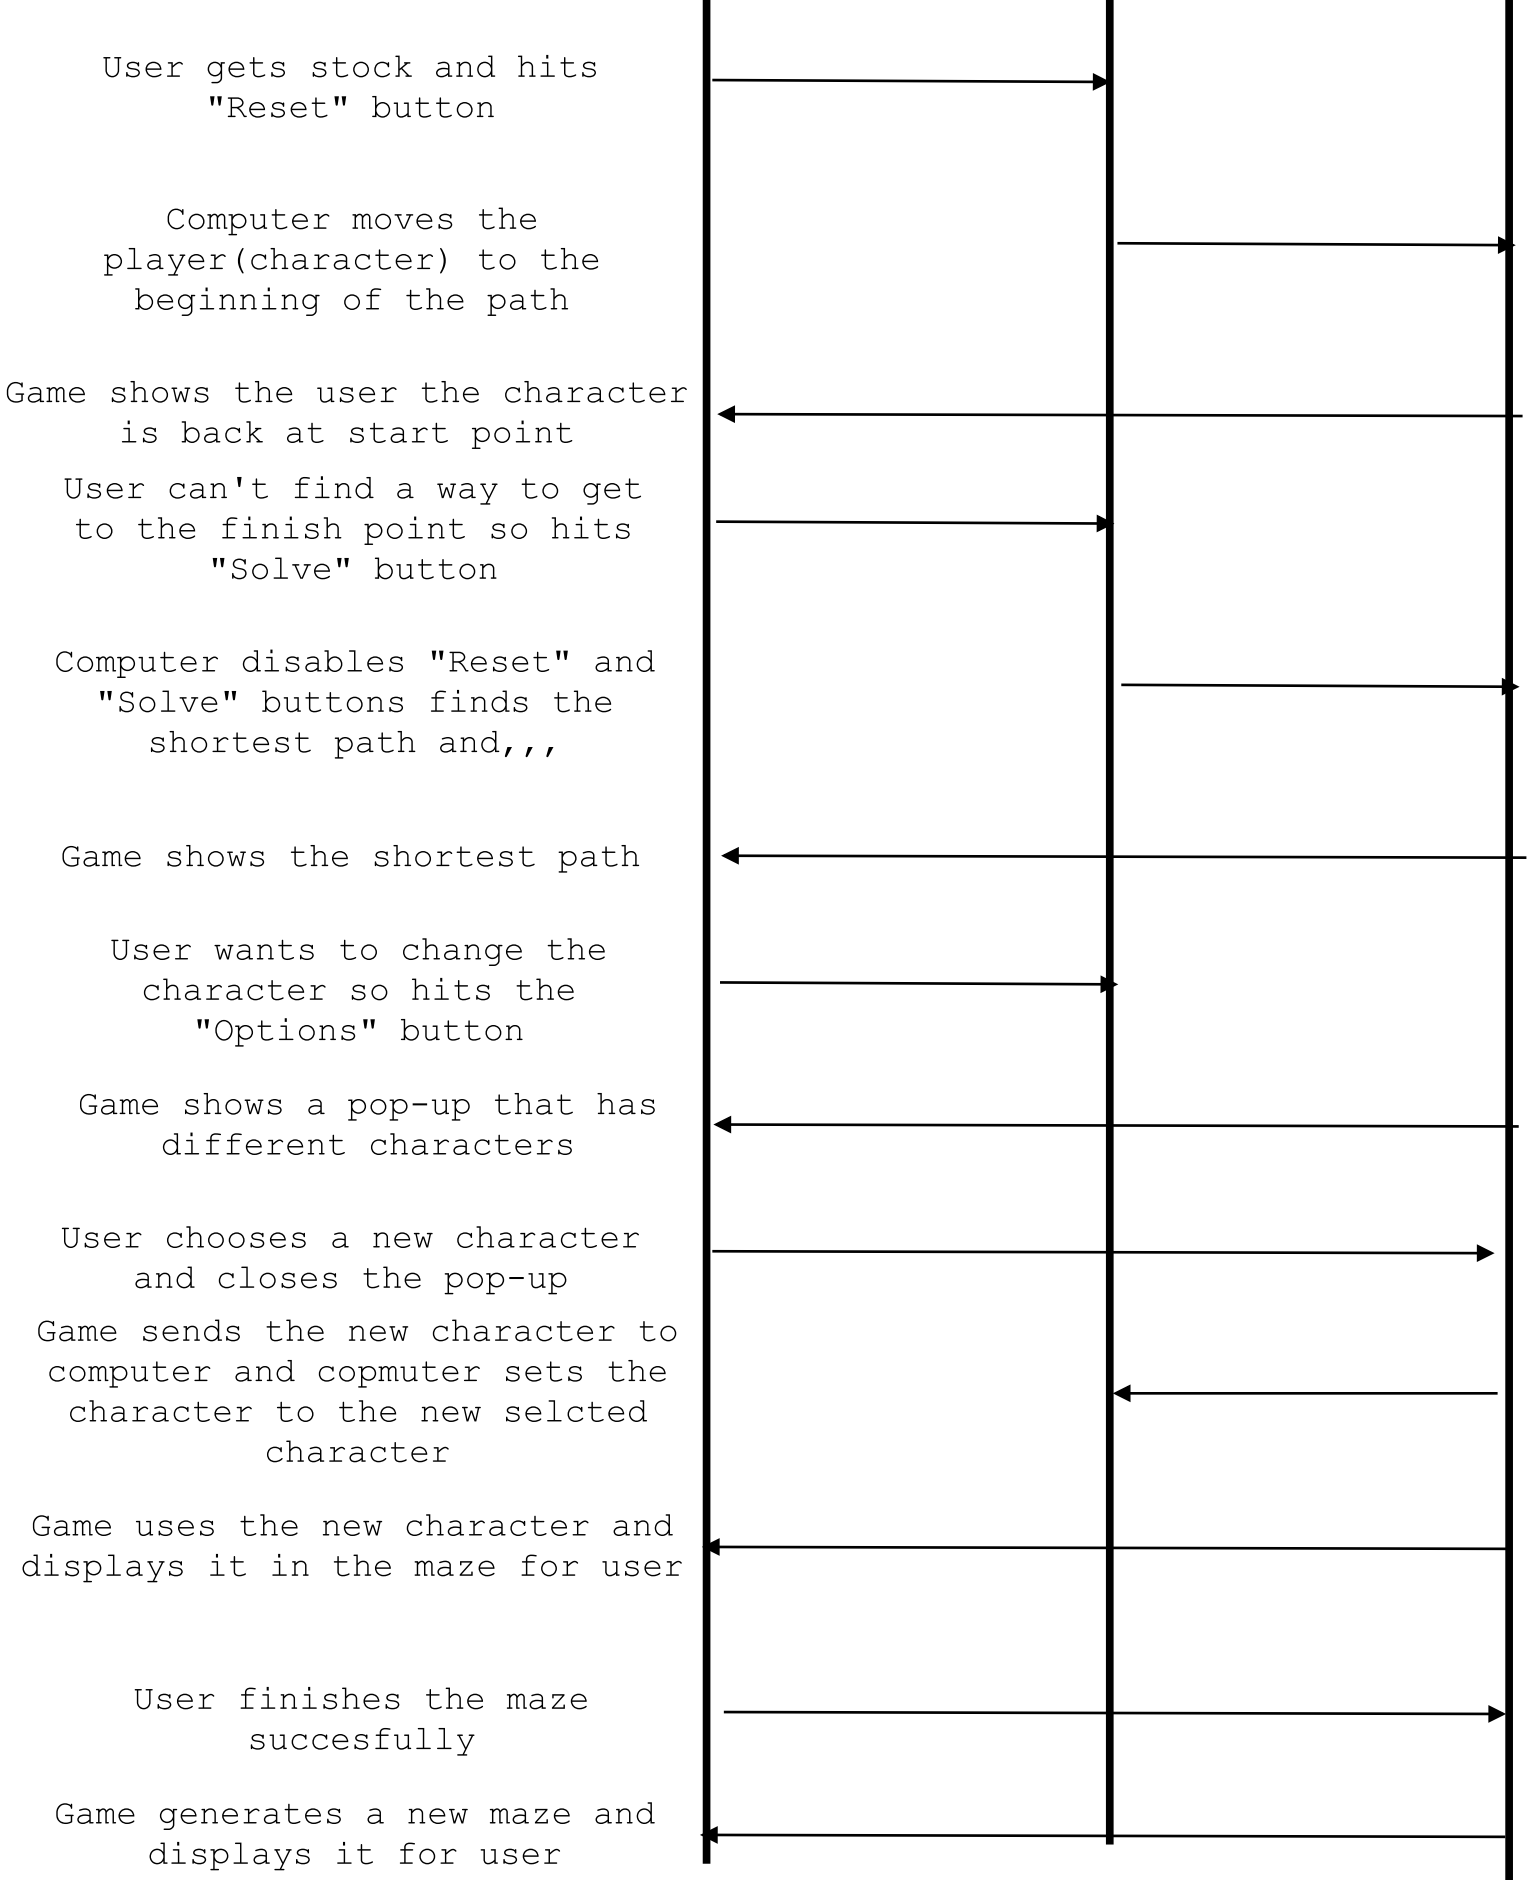 User gets stock and hits
"Reset" button
Computer moves the
player(character) to the
beginning of the path
Game shows the user the character
is back at start point
User can't find a way to get
to the finish point so hits
"Solve" button
Computer disables "Reset" and
"Solve" buttons finds the
shortest path and,,,
Game shows the shortest path
User wants to change the
character so hits the
"Options" button
Game shows a pop-up that has
different characters
User chooses a new character
and closes the pop-up
Game sends the new character to
computer and copmuter sets the
character to the new selcted
character
Game uses the new character and
displays it in the maze for user
User finishes the maze
succesfully
Game generates a new maze and
displays it for user